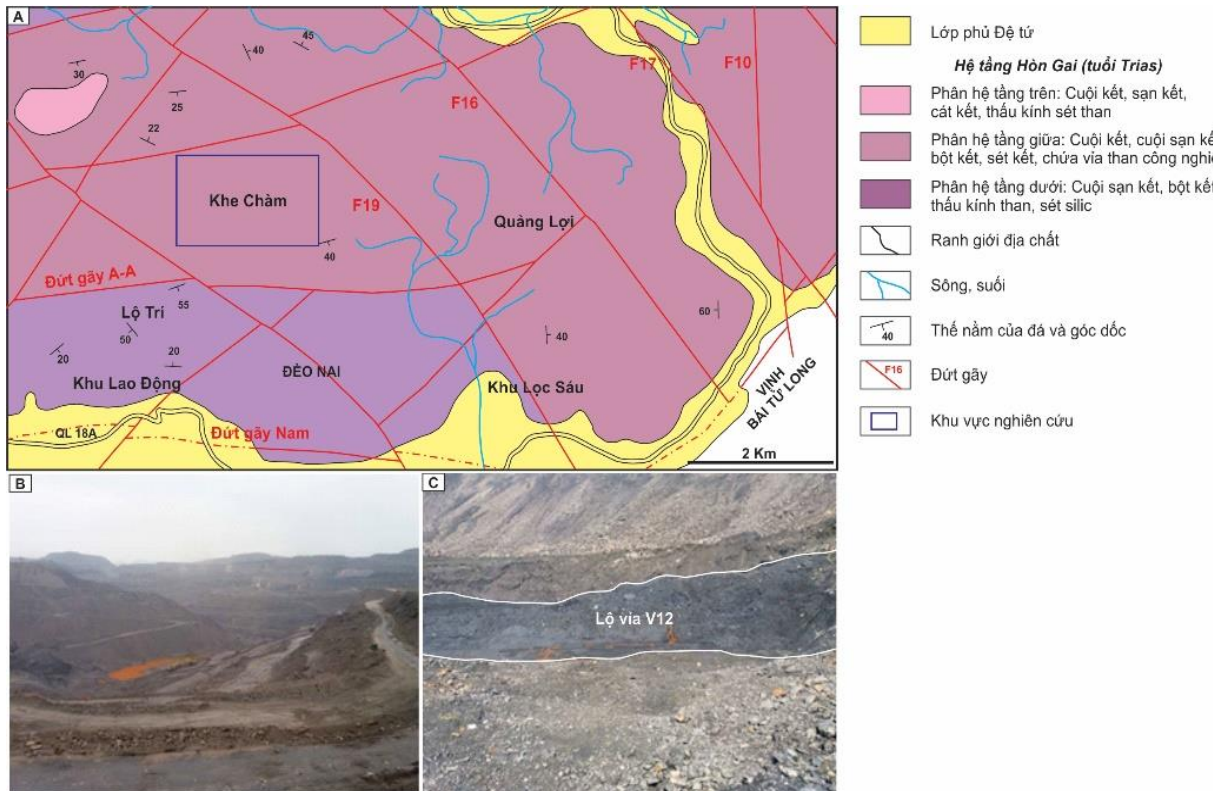 A
45
40
30
25
22
F17
F10
F16
Khe Chàm
F19
Quảng Lợi
40
Đứt gãy A-A
55
Lộ Trí
50
60
20
20
40
Khu Lao Động
ĐÈO NAI
Khu Lọc Sáu
VỊNH
BÁI TỬ LONG
QL 18A
Đứt gãy Nam
2 Km
Lớp phủ Đệ tứ
Hệ tầng Hòn Gai (tuổi Trias)
Phân hệ tầng trên: Cuội kết, sạn kết,
cát kết, thấu kính sét than
Phân hệ tầng giữa: Cuội kết, cuội sạn kế
bột kết, sét kết, chứa vỉa than công nghiệ
Phân hệ tầng dưới: Cuội sạn kết, bột kết
thấu kính than, sét silic
Ranh giới địa chất
Sông, suối
40
Thế nằm của đá và góc dốc
F16
Đứt gãy
Khu vực nghiên cứu
B
C
Lộ vỉa V12